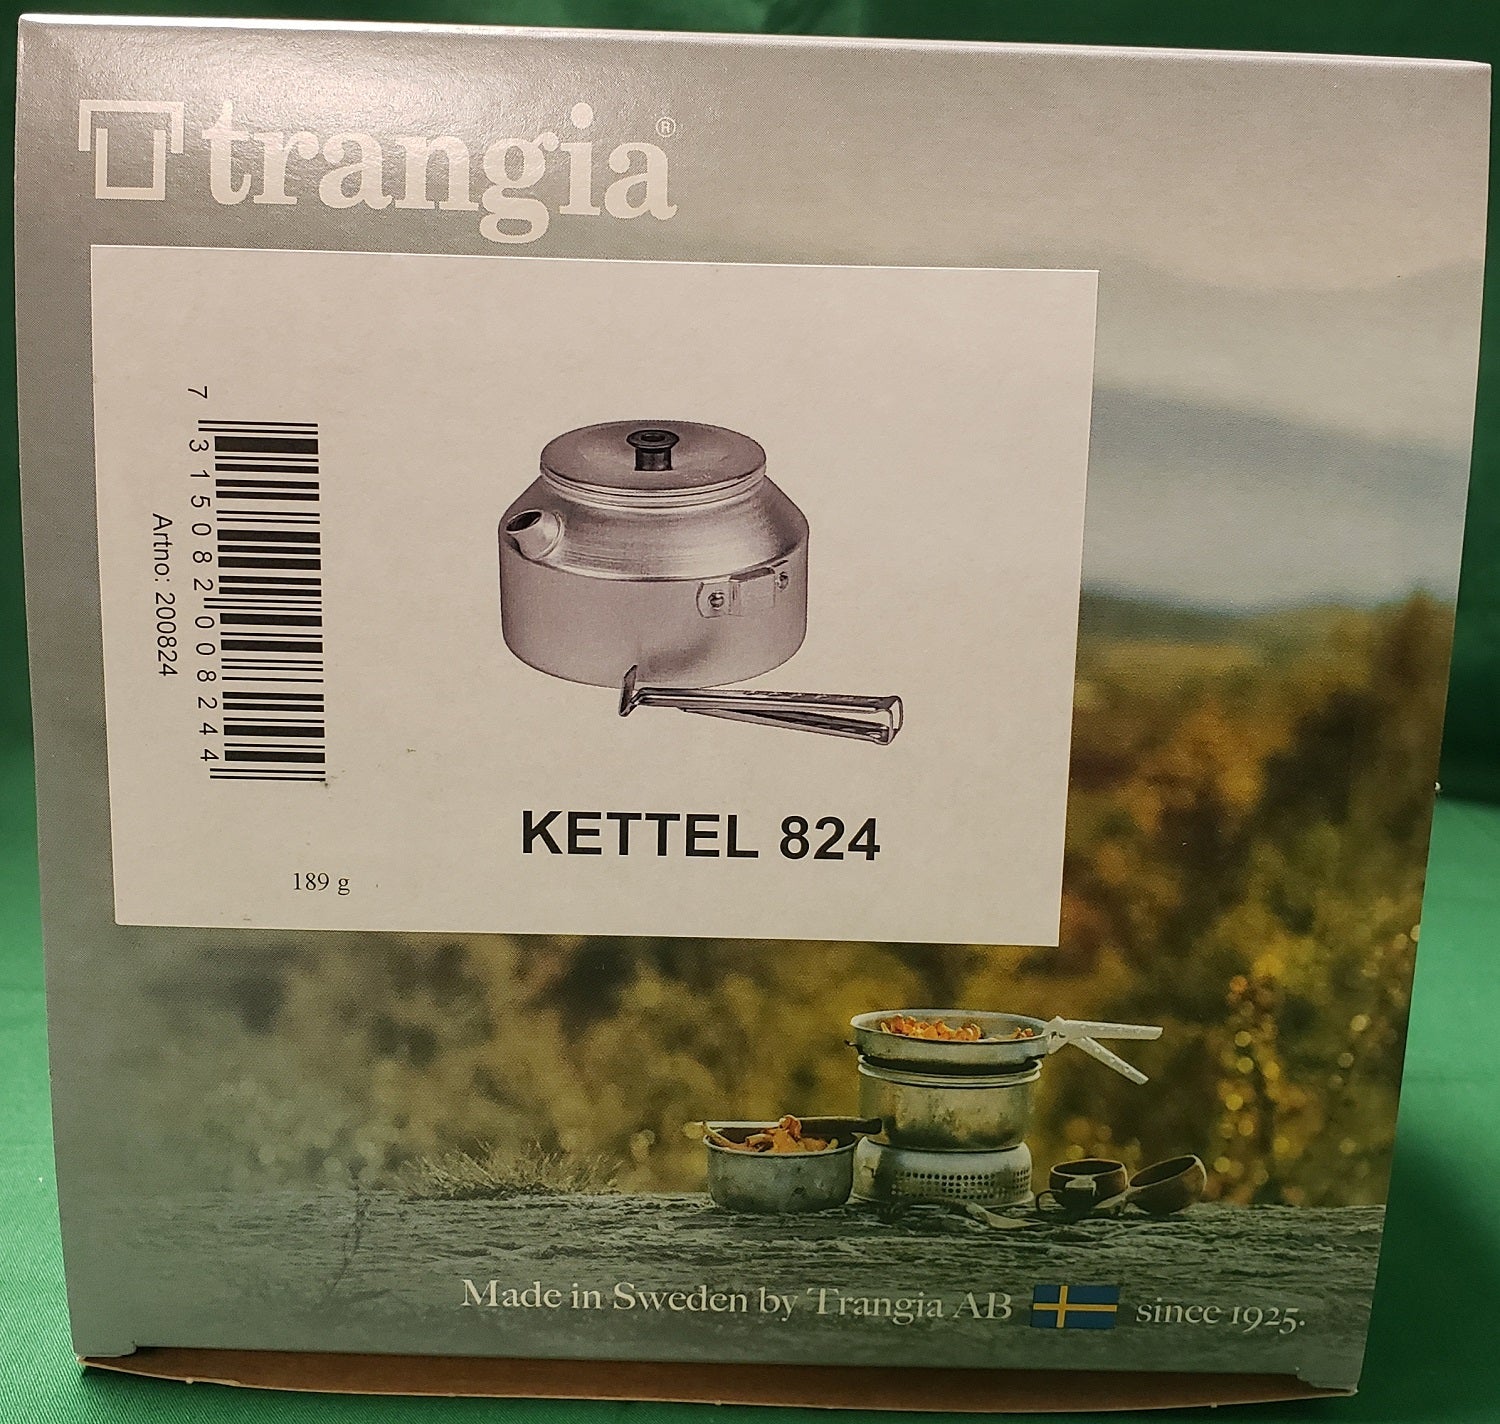 trangia®
7 315082 008244
Artno: 200824
KETTEL 824
189 g
Made in Sweden by Trangia AB since 1925.